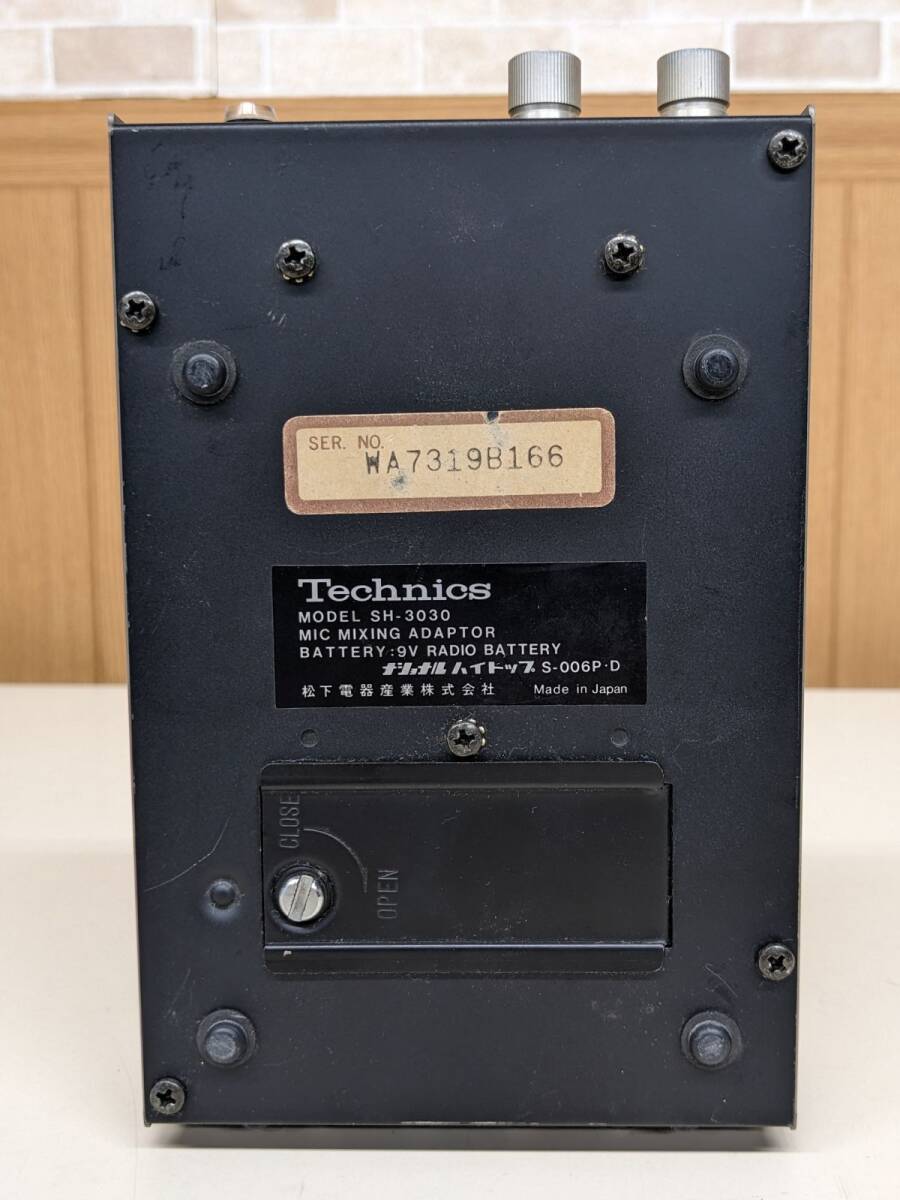 SER. NO.
WA7319B166
Technics
MODEL SH-3030
MIC MIXING ADAPTOR
BATTERY:9V RADIO BATTERY
ナショナル ハイトップ S-006P·D
松下電器産業株式会社 Made in Japan
CLOSE
OPEN